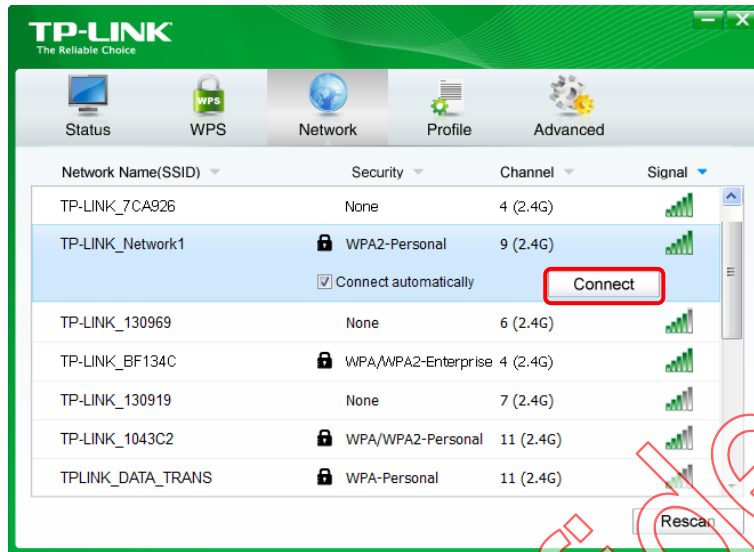 TP-LINK
The Reliable Choice
WPS
Status WPS Network Profile Advanced
Network Name(SSID) Security Channel Signal
TP-LINK_7CA926 None 4 (2.4G)
TP-LINK_Network1 WPA2-Personal 9 (2.4G)
Connect automatically Connect
TP-LINK_130969 None 6 (2.4G)
TP-LINK_BF134C WPA/WPA2-Enterprise 4 (2.4G)
TP-LINK_130919 None 7 (2.4G)
TP-LINK_1043C2 WPA/WPA2-Personal 11 (2.4G)
TPLINK_DATA_TRANS WPA-Personal 11 (2.4G)
Rescan